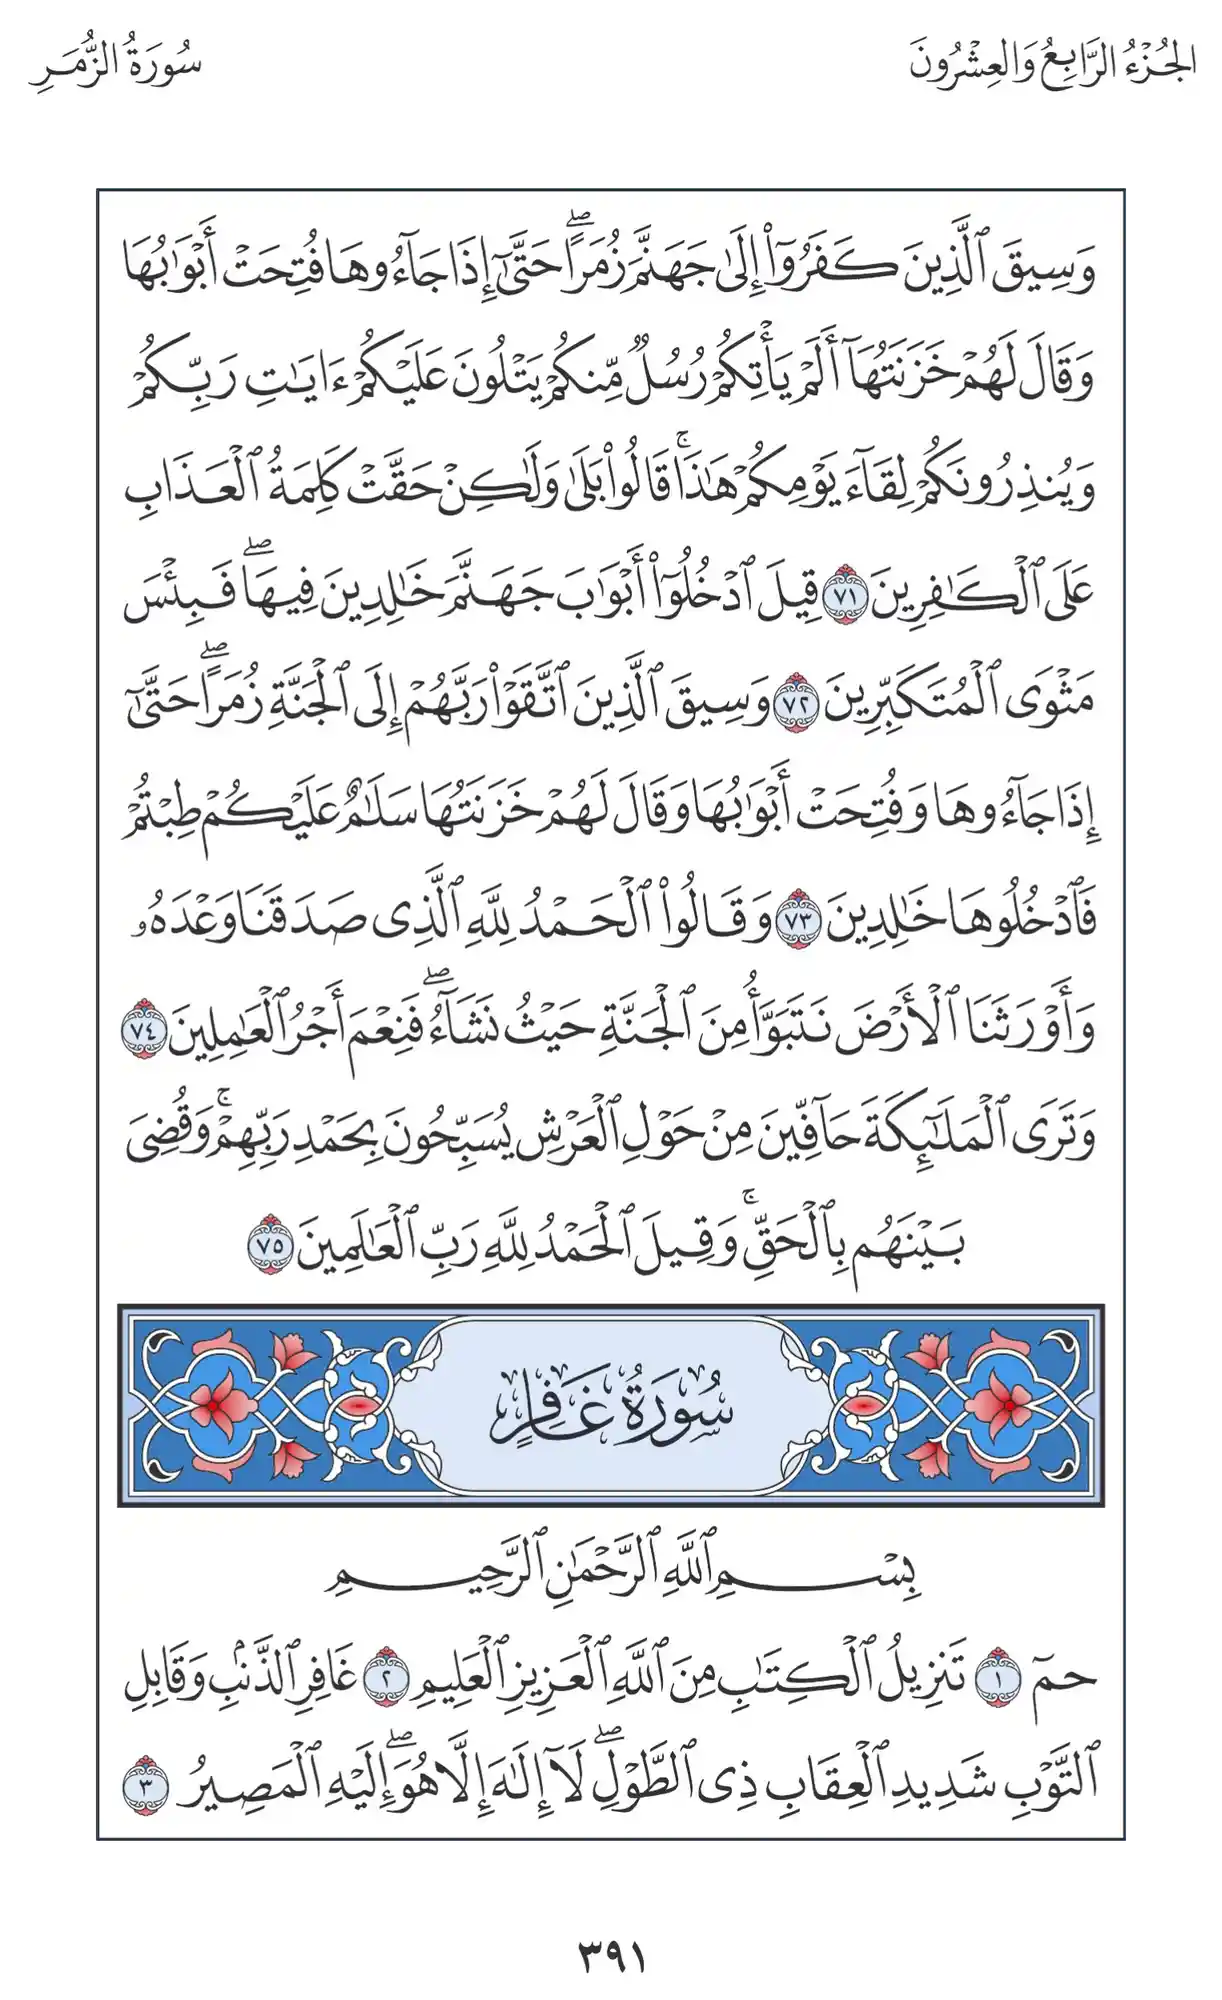 الجُزْءُ الرَّابِعُ وَالعِشْرُونَ
سُورَةُ الزُّمَرِ
وَسِيقَ ٱلَّذِينَ كَفَرُوٓا۟ إِلَىٰ جَهَنَّمَ زُمَرًا ۖ حَتَّىٰٓ إِذَا جَآءُوهَا فُتِحَتْ أَبْوَٰبُهَا
وَقَالَ لَهُمْ خَزَنَتُهَآ أَلَمْ يَأْتِكُمْ رُسُلٌ مِّنكُمْ يَتْلُونَ عَلَيْكُمْ ءَايَٰتِ رَبِّكُمْ
وَيُنذِرُونَكُمْ لِقَآءَ يَوْمِكُمْ هَٰذَا ۚ قَالُوا۟ بَلَىٰ وَلَٰكِنْ حَقَّتْ كَلِمَةُ ٱلْعَذَابِ
عَلَى ٱلْكَٰفِرِينَ ٧١ قِيلَ ٱدْخُلُوٓا۟ أَبْوَٰبَ جَهَنَّمَ خَٰلِدِينَ فِيهَا ۖ فَبِئْسَ
مَثْوَى ٱلْمُتَكَبِّرِينَ ٧٢ وَسِيقَ ٱلَّذِينَ ٱتَّقَوْا۟ رَبَّهُمْ إِلَى ٱلْجَنَّةِ زُمَرًا ۖ حَتَّىٰٓ
إِذَا جَآءُوهَا وَفُتِحَتْ أَبْوَٰبُهَا وَقَالَ لَهُمْ خَزَنَتُهَا سَلَٰمٌ عَلَيْكُمْ طِبْتُمْ
فَٱدْخُلُوهَا خَٰلِدِينَ ٧٣ وَقَالُوا۟ ٱلْحَمْدُ لِلَّهِ ٱلَّذِى صَدَقَنَا وَعْدَهُۥ
وَأَوْرَثَنَا ٱلْأَرْضَ نَتَبَوَّأُ مِنَ ٱلْجَنَّةِ حَيْثُ نَشَآءُ ۖ فَنِعْمَ أَجْرُ ٱلْعَٰمِلِينَ ٧٤
وَتَرَى ٱلْمَلَٰٓئِكَةَ حَآفِّينَ مِنْ حَوْلِ ٱلْعَرْشِ يُسَبِّحُونَ بِحَمْدِ رَبِّهِمْ ۚ وَقُضِىَ
بَيْنَهُم بِٱلْحَقِّ ۚ وَقِيلَ ٱلْحَمْدُ لِلَّهِ رَبِّ ٱلْعَٰلَمِينَ ٧٥
سُورَةُ غَافِرٍ
بِسْمِ ٱللَّهِ ٱلرَّحْمَٰنِ ٱلرَّحِيمِ
حمٓ ١ تَنزِيلُ ٱلْكِتَٰبِ مِنَ ٱللَّهِ ٱلْعَزِيزِ ٱلْعَلِيمِ ٢ غَافِرِ ٱلذَّنۢبِ وَقَابِلِ
ٱلتَّوْبِ شَدِيدِ ٱلْعِقَابِ ذِى ٱلطَّوْلِ ۖ لَآ إِلَٰهَ إِلَّا هُوَ ۖ إِلَيْهِ ٱلْمَصِيرُ ٣
٣٩١